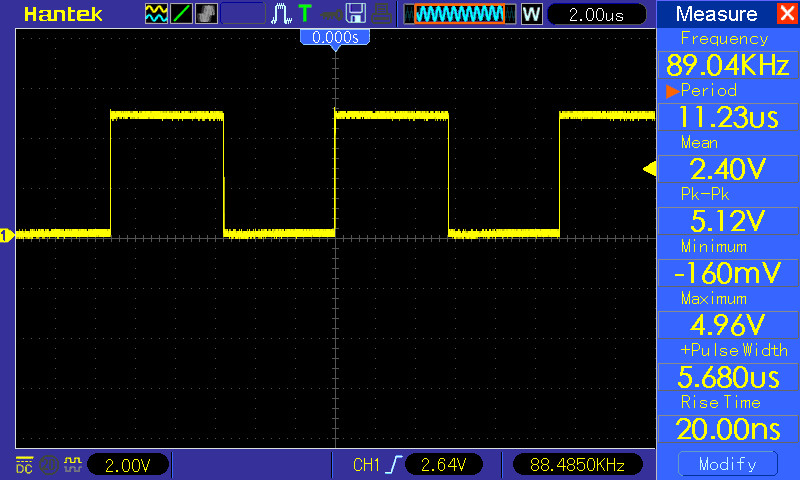 Hantek
T
W
2.00us
Measure
0.000s
Frequency
89.04KHz
Period
11.23us
Mean
2.40V
Pk-Pk
5.12V
Minimum
-160mV
Maximum
4.96V
+Pulse Width
5.680us
Rise Time
20.00ns
Modify
1
DC
2.00V
CH1
2.64V
88.4850KHz